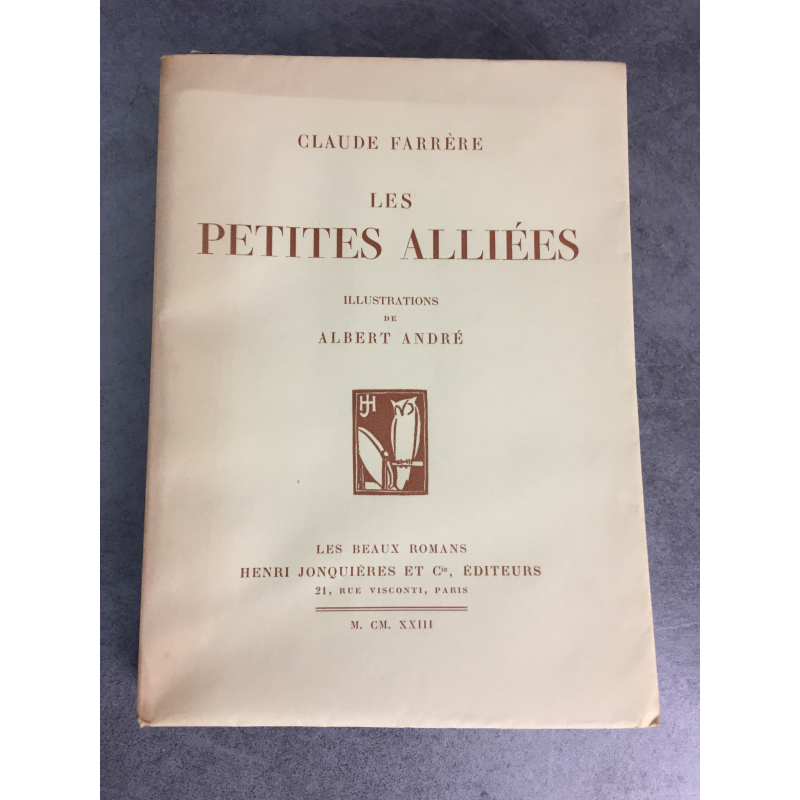 CLAUDE FARRÈRE
LES
PETITES ALLIÉES
ILLUSTRATIONS
DE
ALBERT ANDRÉ
HJ
LES BEAUX ROMANS
HENRI JONQUIÈRES ET Cie, ÉDITEURS
21, RUE VISCONTI, PARIS
M. CM. XXIII